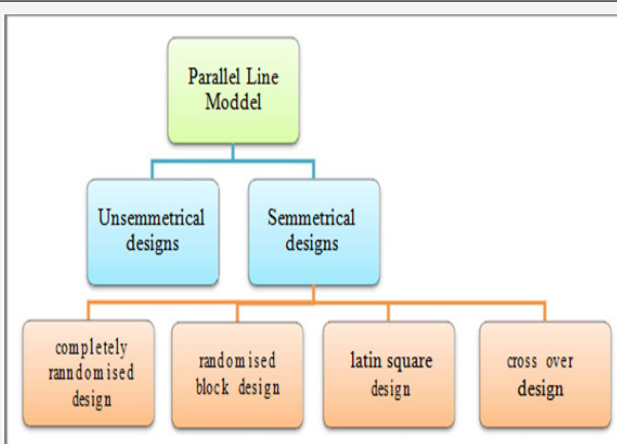 Parallel Line
Moddel
Unsemmetrical
designs
Semmetrical
designs
completely
ranndomised
design
randomised
block design
latin square
design
cross over
design